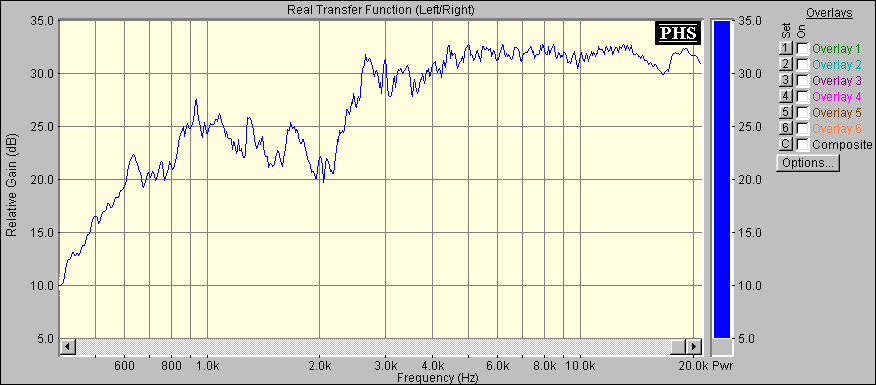 Real Transfer Function (Left/Right)
PHS
Relative Gain (dB)
35.0
30.0
25.0
20.0
15.0
10.0
5.0
600
800
1.0k
2.0k
3.0k
4.0k
6.0k
8.0k
10.0k
20.0k
Frequency (Hz)
35.0
30.0
25.0
20.0
15.0
10.0
5.0
Pwr
Overlays
Set
On
1 Overlay 1
2 Overlay 2
3 Overlay 3
4 Overlay 4
5 Overlay 5
6 Overlay 6
C Composite
Options...